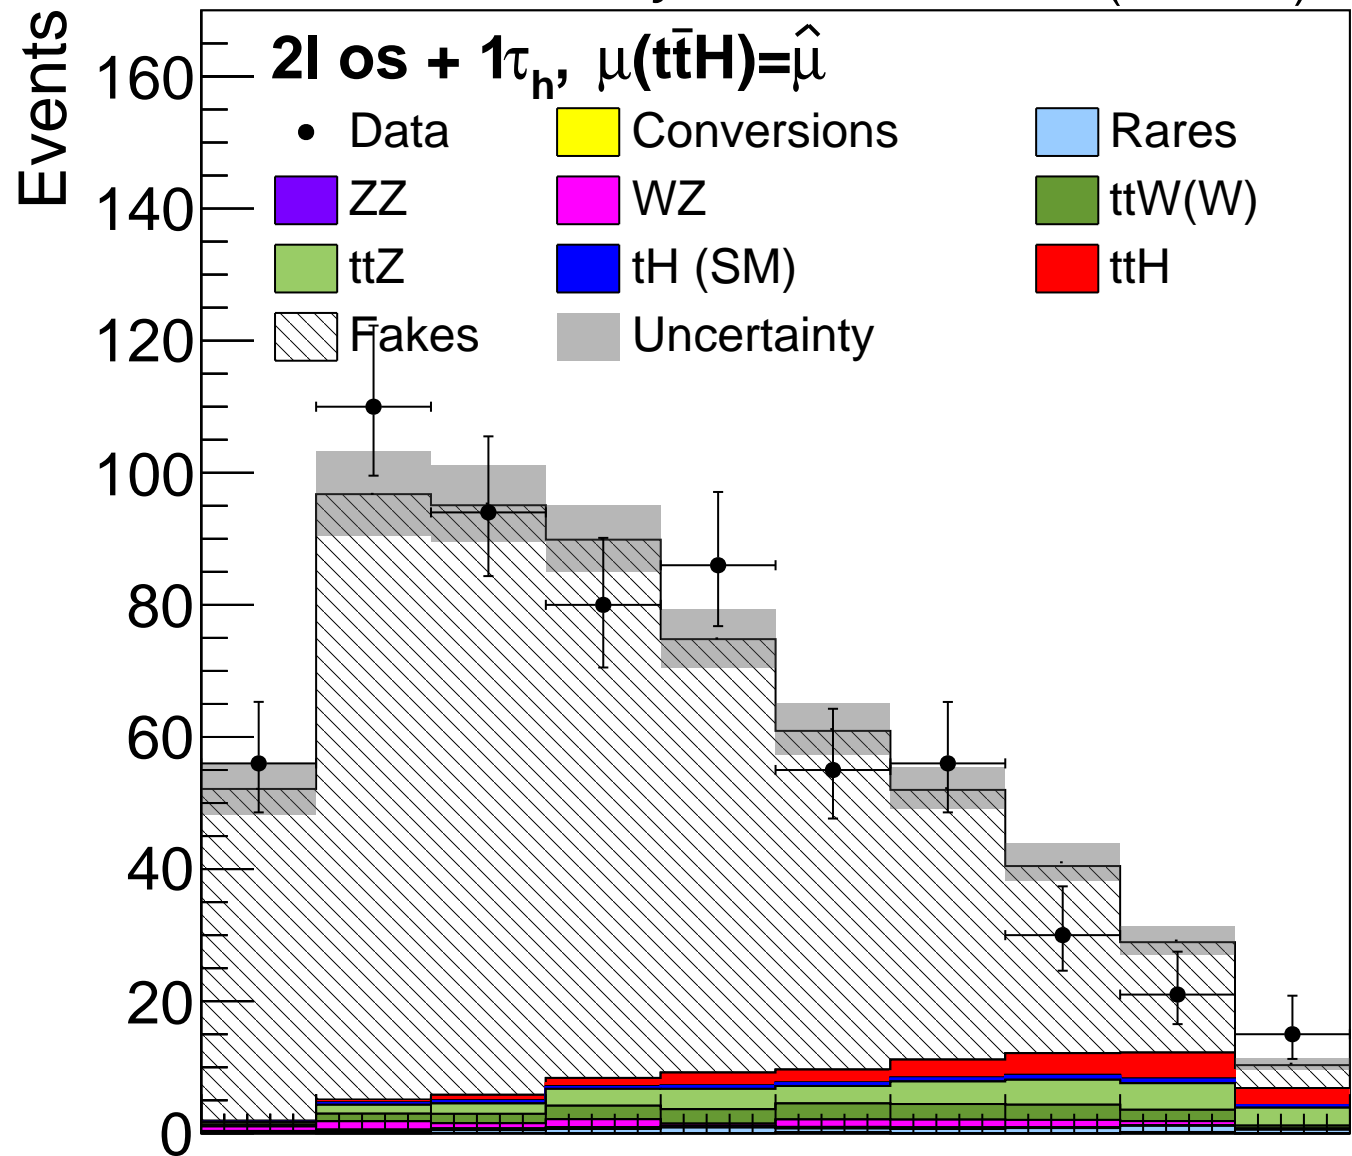 2l os + 1τh, μ(tt̄H)=μ̂
Data
Conversions
Rares
ZZ
WZ
ttW(W)
ttZ
tH (SM)
ttH
Fakes
Uncertainty
Events
160
140
120
100
80
60
40
20
0